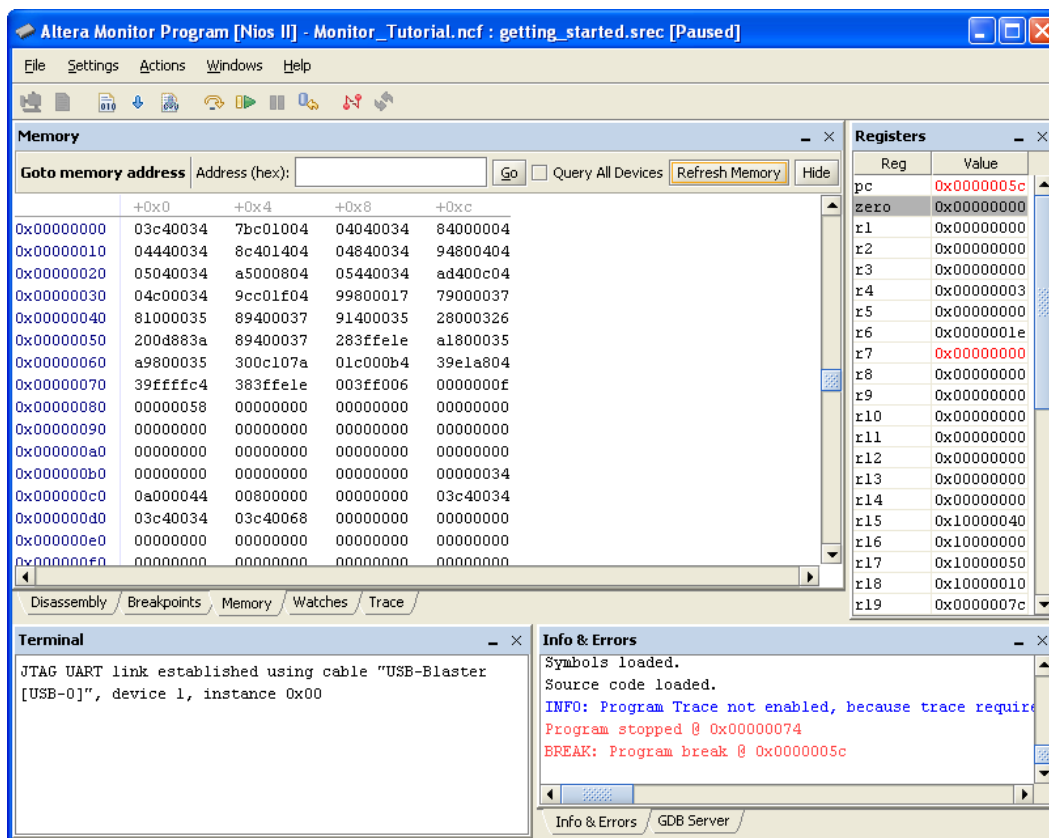 Altera Monitor Program [Nios II] - Monitor_Tutorial.ncf : getting_started.srec [Paused]
File Settings Actions Windows Help
Memory
Goto memory address Address (hex): Go Query All Devices Refresh Memory Hide
+0x0 +0x4 +0x8 +0xc
0x00000000 03c40034 7bc01004 04040034 84000004
0x00000010 04440034 8c401404 04840034 94800404
0x00000020 05040034 a5000804 05440034 ad400c04
0x00000030 04c00034 9cc01f04 99800017 79000037
0x00000040 81000035 89400037 91400035 28000326
0x00000050 200d883a 89400037 283ffe1e a1800035
0x00000060 a9800035 300c107a 01c000b4 39e1a804
0x00000070 39ffffc4 383ffe1e 003ff006 0000000f
0x00000080 00000058 00000000 00000000 00000000
0x00000090 00000000 00000000 00000000 00000000
0x000000a0 00000000 00000000 00000000 00000000
0x000000b0 00000000 00000000 00000000 00000034
0x000000c0 0a000044 00800000 00000000 03c40034
0x000000d0 03c40034 03c40068 00000000 00000000
0x000000e0 00000000 00000000 00000000 00000000
0x000000f0 00000000 00000000 00000000 00000000
Disassembly Breakpoints Memory Watches Trace
Registers
Reg Value
pc 0x0000005c
zero 0x00000000
r1 0x00000000
r2 0x00000000
r3 0x00000000
r4 0x00000003
r5 0x00000000
r6 0x0000001e
r7 0x00000000
r8 0x00000000
r9 0x00000000
r10 0x00000000
r11 0x00000000
r12 0x00000000
r13 0x00000000
r14 0x00000000
r15 0x10000040
r16 0x10000000
r17 0x10000050
r18 0x10000010
r19 0x0000007c
Terminal
JTAG UART link established using cable "USB-Blaster
[USB-0]", device 1, instance 0x00
Info & Errors
Symbols loaded.
Source code loaded.
INFO: Program Trace not enabled, because trace require
Program stopped @ 0x00000074
BREAK: Program break @ 0x0000005c
Info & Errors GDB Server